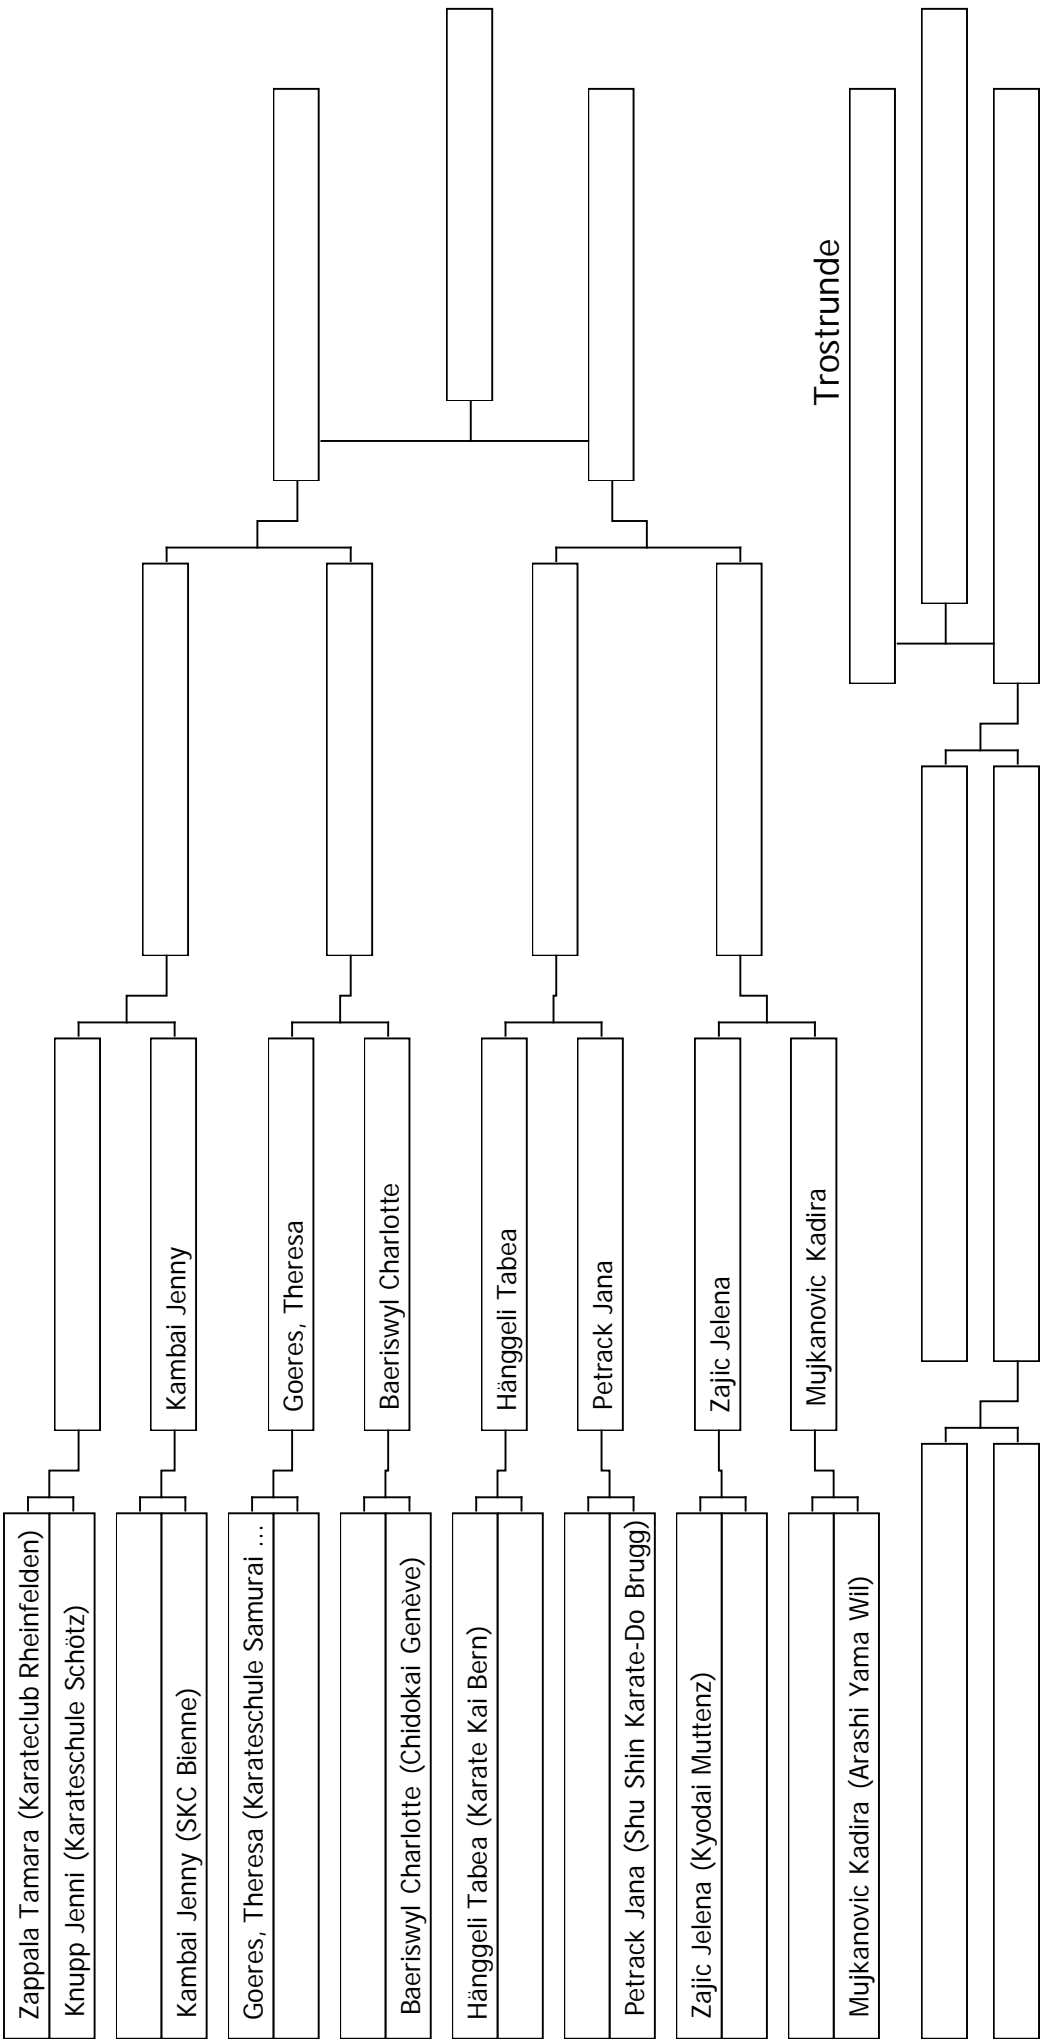 Zappala Tamara (Karateclub Rheinfelden)
Knupp Jenni (Karateschule Schötz)
Kambai Jenny (SKC Bienne)
Goeres, Theresa (Karateschule Samurai ...
Baeriswyl Charlotte (Chidokai Genève)
Hänggeli Tabea (Karate Kai Bern)
Petrack Jana (Shu Shin Karate-Do Brugg)
Zajic Jelena (Kyodai Muttenz)
Mujkanovic Kadira (Arashi Yama Wil)
Kambai Jenny
Goeres, Theresa
Baeriswyl Charlotte
Hänggeli Tabea
Petrack Jana
Zajic Jelena
Mujkanovic Kadira
Trostrunde